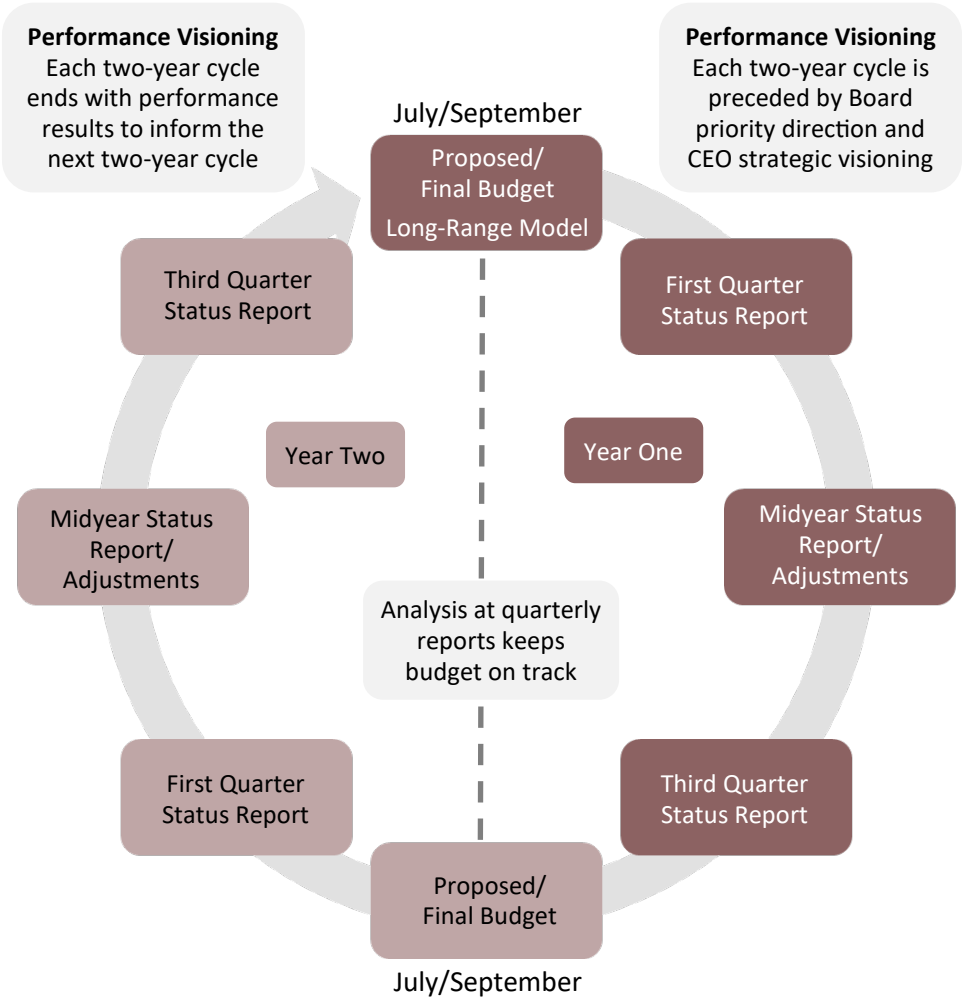 Performance Visioning
Each two-year cycle
ends with performance
results to inform the
next two-year cycle
Performance Visioning
Each two-year cycle is
preceded by Board
priority direction and
CEO strategic visioning
July/September
Proposed/
Final Budget
Long-Range Model
Third Quarter
Status Report
First Quarter
Status Report
Year Two
Year One
Midyear Status
Report/
Adjustments
Midyear Status
Report/
Adjustments
Analysis at quarterly
reports keeps
budget on track
First Quarter
Status Report
Third Quarter
Status Report
Proposed/
Final Budget
July/September